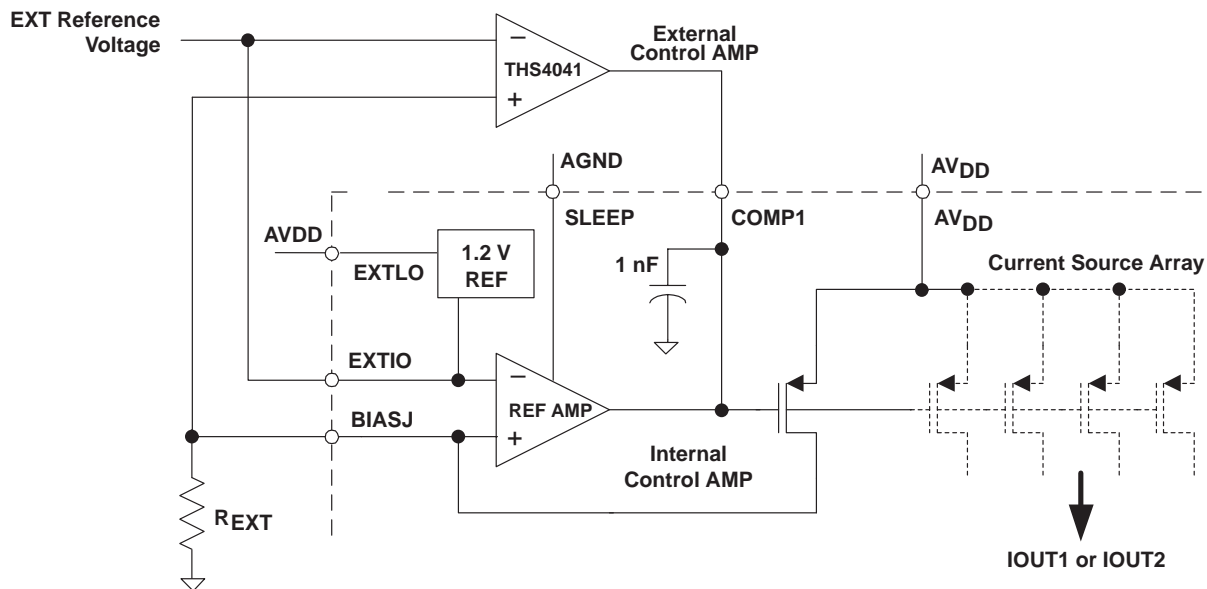 EXT Reference
Voltage
−
THS4041
+
External
Control AMP
AGND
AVDD
SLEEP
COMP1
AVDD
AVDD
EXTLO
1.2 V
REF
1 nF
Current Source Array
EXTIO
−
REF AMP
+
BIASJ
Internal
Control AMP
REXT
IOUT1 or IOUT2